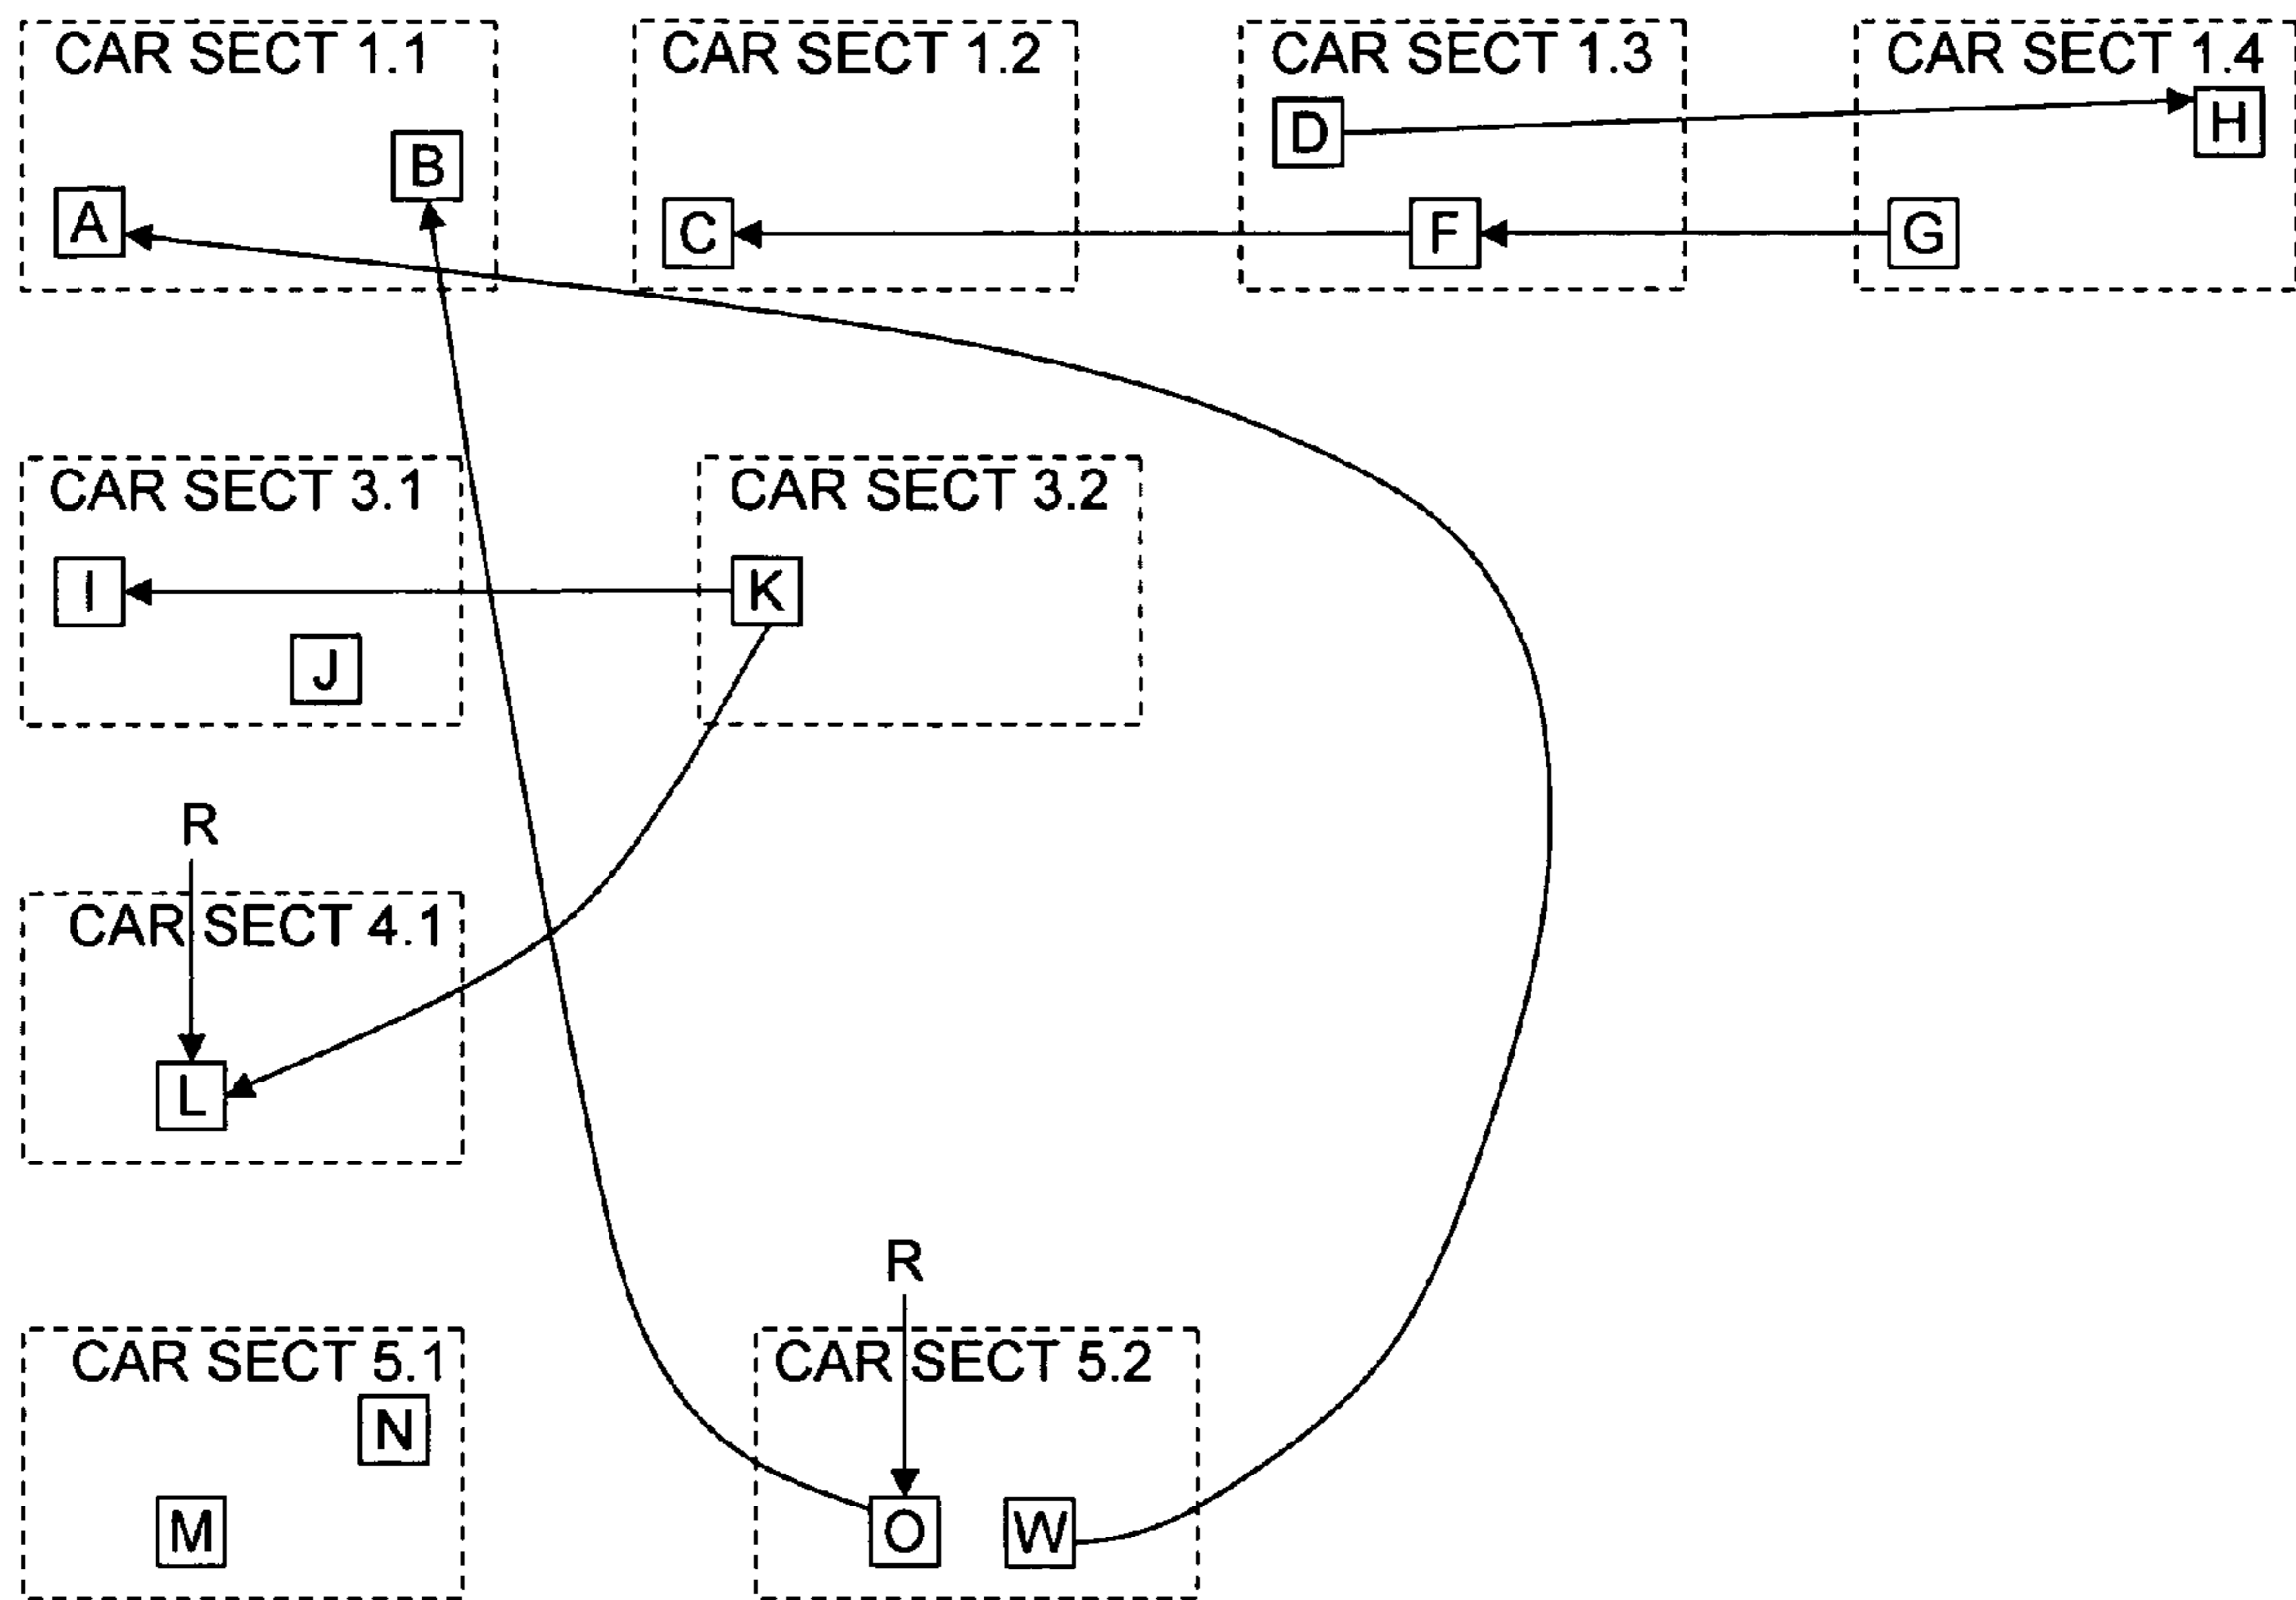 CAR SECT 1.1
CAR SECT 1.2
CAR SECT 1.3
CAR SECT 1.4
D
H
B
A
C
F
G
CAR SECT 3.1
CAR SECT 3.2
I
K
J
R
CAR SECT 4.1
L
R
CAR SECT 5.1
CAR SECT 5.2
N
M
O
W